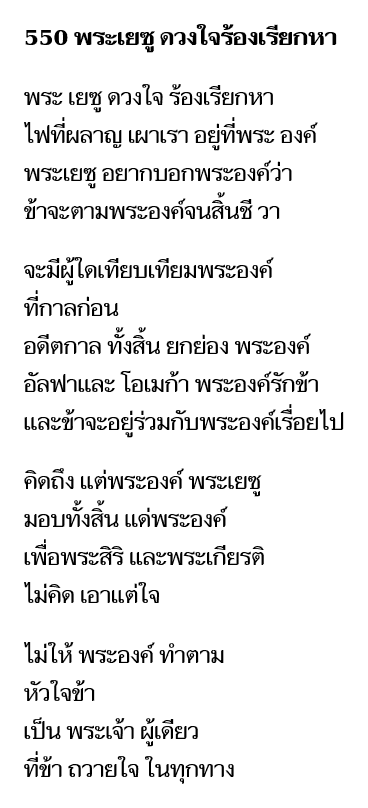 550 พระเยซู ดวงใจร้องเรียกหา
พระ เยซู ดวงใจ ร้องเรียกหา
ไฟที่ผลาญ เผาเรา อยู่ที่พระ องค์
พระเยซู อยากบอกพระองค์ว่า
ข้าจะตามพระองค์จนสิ้นชี วา
จะมีผู้ใดเทียบเทียมพระองค์
ที่กาลก่อน
อดีตกาล ทั้งสิ้น ยกย่อง พระองค์
อัลฟาและ โอเมก้า พระองค์รักข้า
และข้าจะอยู่ร่วมกับพระองค์เรื่อยไป
คิดถึง แต่พระองค์ พระเยซู
มอบทั้งสิ้น แด่พระองค์
เพื่อพระสิริ และพระเกียรติ
ไม่คิด เอาแต่ใจ
ไม่ให้ พระองค์ ทำตาม
หัวใจข้า
เป็น พระเจ้า ผู้เดียว
ที่ข้า ถวายใจ ในทุกทาง